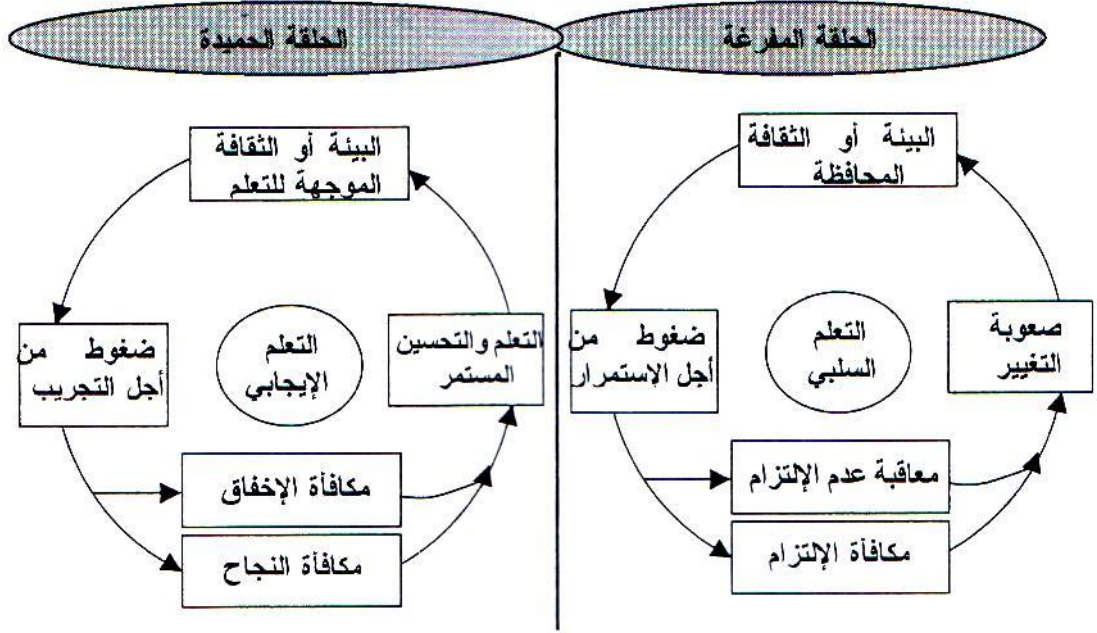 الحلقة المفرغة
البيئة أو الثقافة
المحافظة
ضغوط من
أجل الإستمرار
التعلم
السلبي
صعوبة
التغيير
معاقبة عدم الإلتزام
مكافأة الإلتزام
الحلقة الحميدة
البيئة أو الثقافة
الموجهة للتعلم
ضغوط من
أجل التجريب
التعلم
الإيجابي
التعلم والتحسين
المستمر
مكافأة الإخفاق
مكافأة النجاح